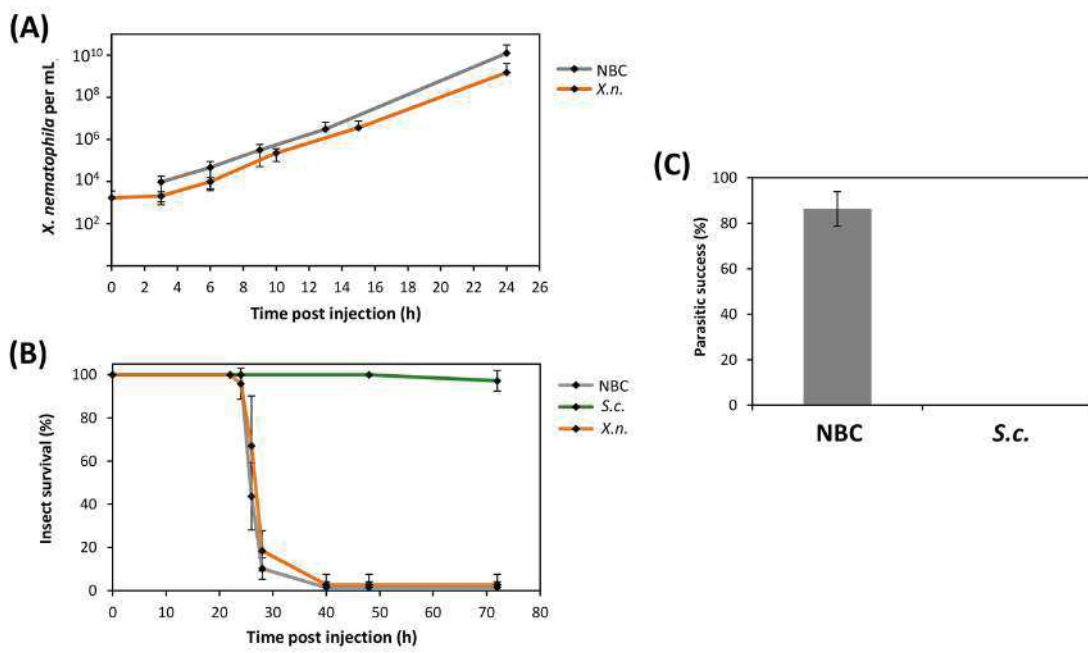 (A)
X. nematophila per mL
10^10
10^8
10^6
10^4
10^2
0 2 4 6 8 10 12 14 16 18 20 22 24 26
Time post injection (h)
NBC
X.n.
(B)
Insect survival (%)
100
80
60
40
20
0
0 10 20 30 40 50 60 70 80
Time post injection (h)
NBC
S.c.
X.n.
(C)
Parasitic success (%)
100
80
60
40
20
0
NBC S.c.